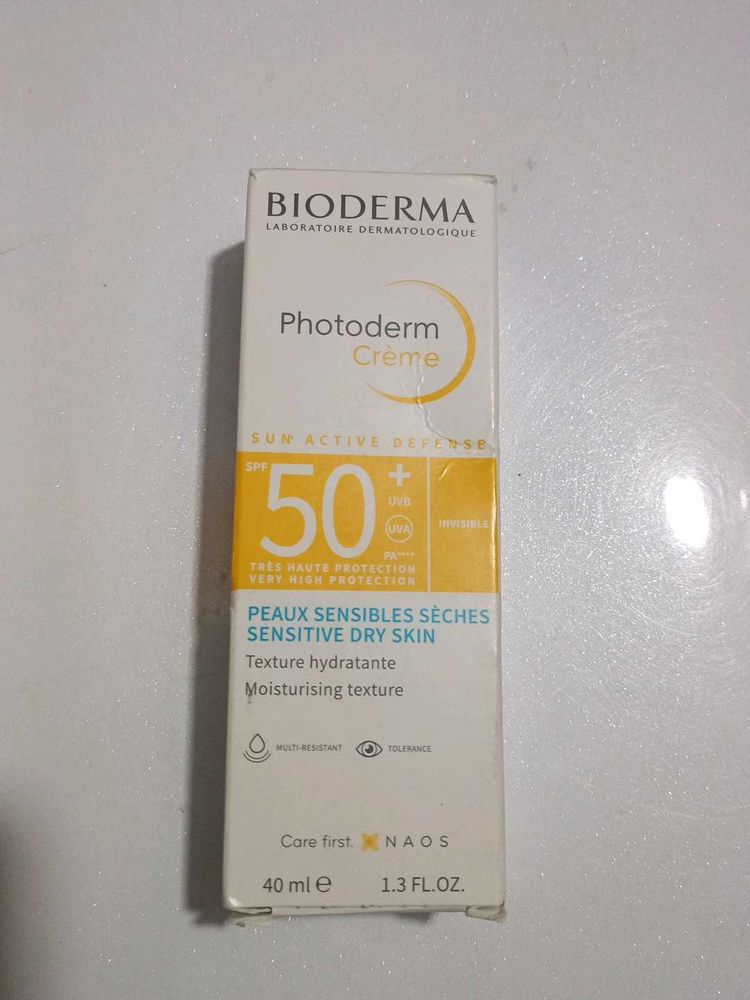 BIODERMA
LABORATOIRE DERMATOLOGIQUE
Photoderm
Crème
SUN ACTIVE DEFENSE
SPF 50+
UVB
UVA
PA++++
INVISIBLE
TRÈS HAUTE PROTECTION
VERY HIGH PROTECTION
PEAUX SENSIBLES SÈCHES
SENSITIVE DRY SKIN
Texture hydratante
Moisturising texture
MULTI-RESISTANT TOLERANCE
Care first. NAOS
40 ml ℮ 1.3 FL.OZ.